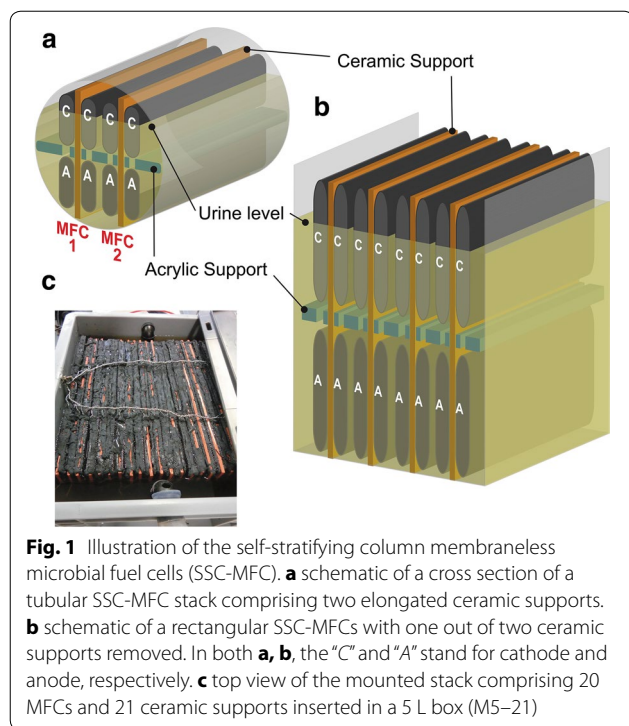 a
Ceramic Support
b
C C C C
Urine level
A A A A
MFC
1
MFC
2
Acrylic Support
C C C C C C C C
c
A A A A A A A A
Fig. 1 Illustration of the self-stratifying column membraneless
microbial fuel cells (SSC-MFC). a schematic of a cross section of a
tubular SSC-MFC stack comprising two elongated ceramic supports.
b schematic of a rectangular SSC-MFCs with one out of two ceramic
supports removed. In both a, b, the “C” and “A” stand for cathode and
anode, respectively. c top view of the mounted stack comprising 20
MFCs and 21 ceramic supports inserted in a 5 L box (M5–21)